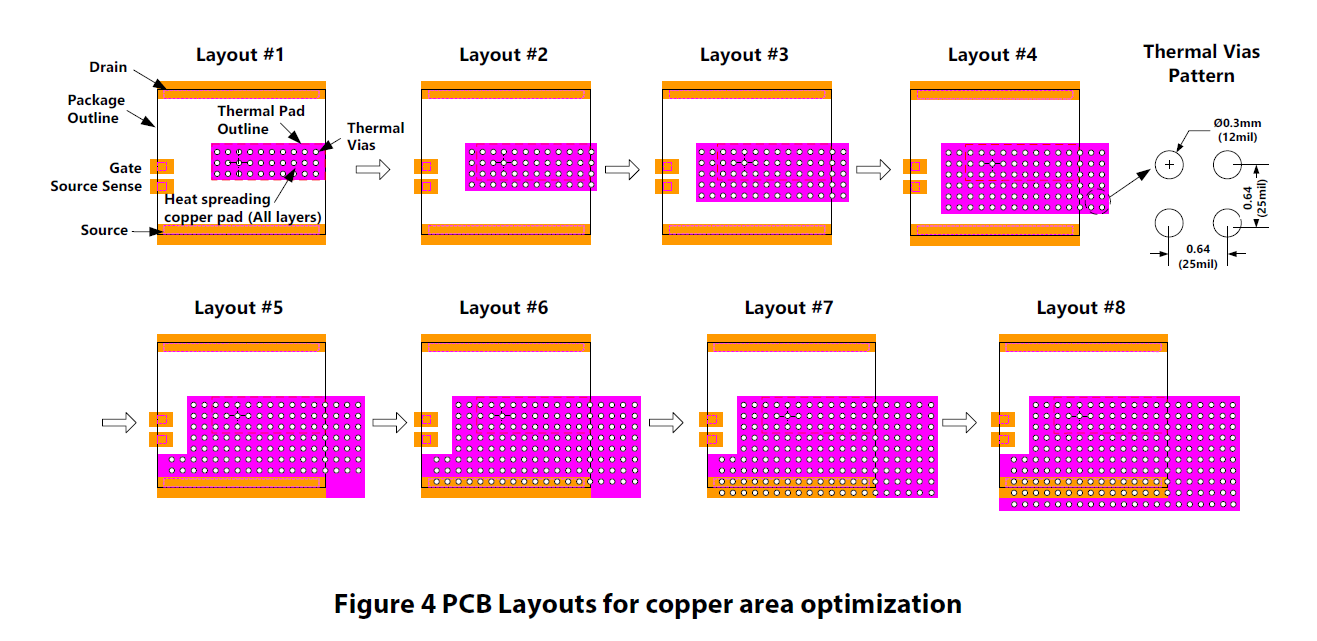 Layout #1
Layout #2
Layout #3
Layout #4
Thermal Vias
Pattern
Drain
Package
Outline
Thermal Pad
Outline
Thermal
Vias
Gate
Source Sense
Heat spreading
copper pad (All layers)
Source
Ø0.3mm
(12mil)
0.64
(25mil)
0.64
(25mil)
Layout #5
Layout #6
Layout #7
Layout #8
Figure 4 PCB Layouts for copper area optimization